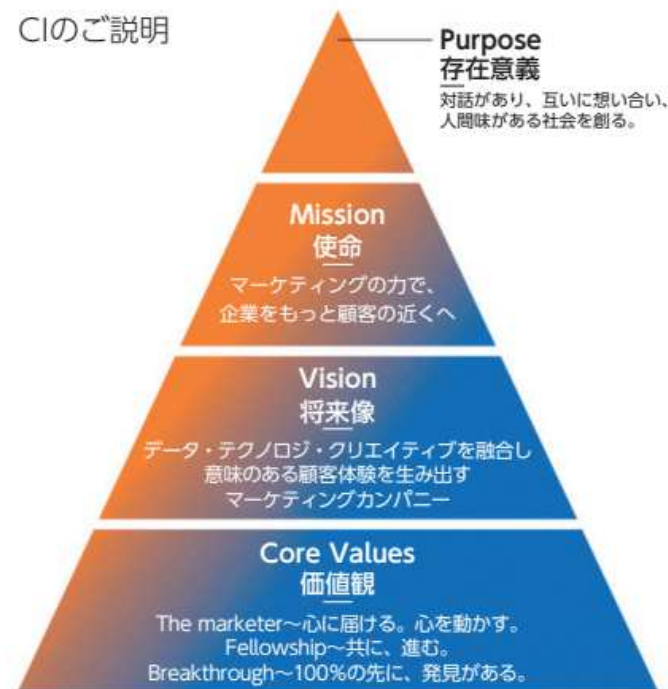 CIのご説明
Purpose
存在意義
対話があり、互いに想い合い、
人間味がある社会を創る。
Mission
使命
マーケティングの力で、
企業をもっと顧客の近くへ
Vision
将来像
データ・テクノロジ・クリエイティブを融合し
意味のある顧客体験を生み出す
マーケティングカンパニー
Core Values
価値観
The marketer～心に届ける。心を動かす。
Fellowship～共に、進む。
Breakthrough～100%の先に、発見がある。